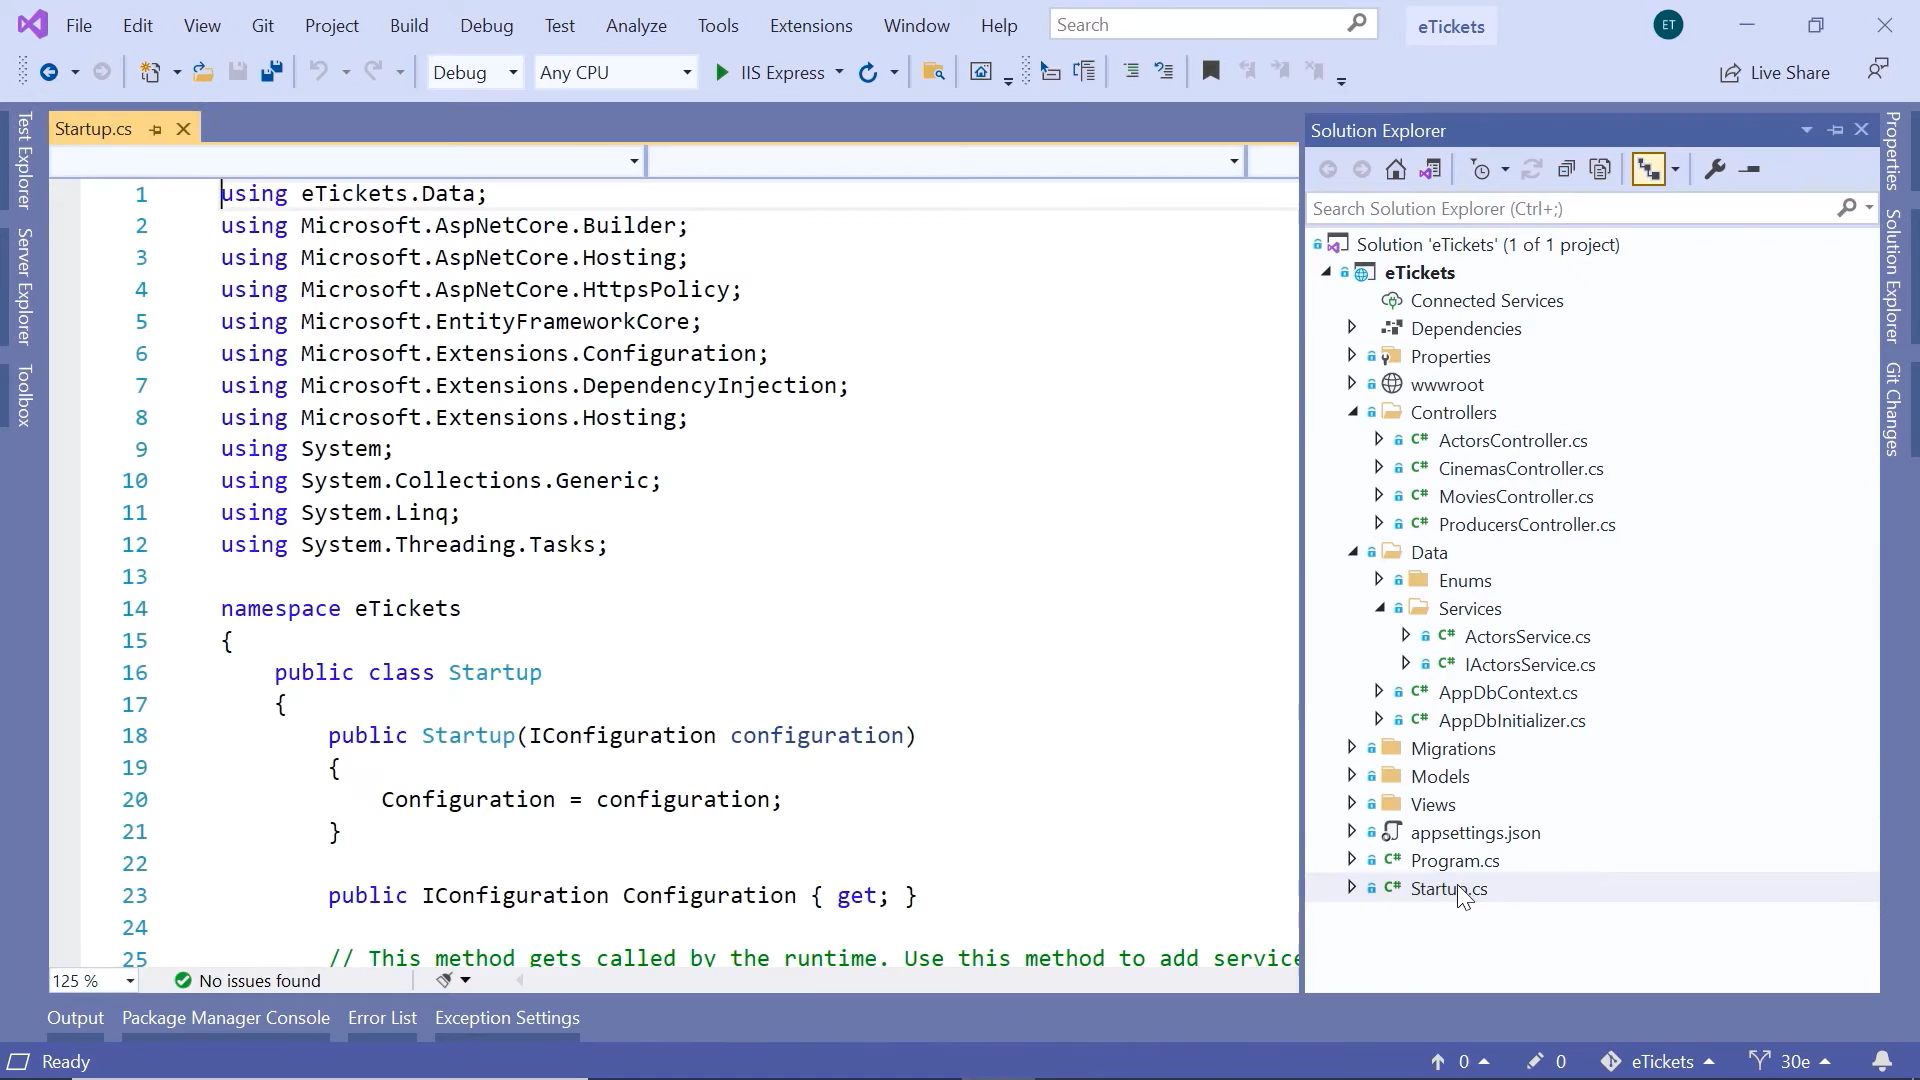 File Edit View Git Project Build Debug Test Analyze Tools Extensions Window Help Search eTickets ET
Debug Any CPU IIS Express Live Share
Test Explorer
Server Explorer
Toolbox
Startup.cs
1 using eTickets.Data;
2 using Microsoft.AspNetCore.Builder;
3 using Microsoft.AspNetCore.Hosting;
4 using Microsoft.AspNetCore.HttpsPolicy;
5 using Microsoft.EntityFrameworkCore;
6 using Microsoft.Extensions.Configuration;
7 using Microsoft.Extensions.DependencyInjection;
8 using Microsoft.Extensions.Hosting;
9 using System;
10 using System.Collections.Generic;
11 using System.Linq;
12 using System.Threading.Tasks;
13
14 namespace eTickets
15 {
16 public class Startup
17 {
18 public Startup(IConfiguration configuration)
19 {
20 Configuration = configuration;
21 }
22
23 public IConfiguration Configuration { get; }
24
25 // This method gets called by the runtime. Use this method to add service
125 % No issues found
Solution Explorer
Search Solution Explorer (Ctrl+;)
Solution 'eTickets' (1 of 1 project)
eTickets
Connected Services
Dependencies
Properties
wwwroot
Controllers
C# ActorsController.cs
C# CinemasController.cs
C# MoviesController.cs
C# ProducersController.cs
Data
Enums
Services
C# ActorsService.cs
C# IActorsService.cs
C# AppDbContext.cs
C# AppDbInitializer.cs
Migrations
Models
Views
appsettings.json
C# Program.cs
C# Startup.cs
Properties
Solution Explorer
Git Changes
Output Package Manager Console Error List Exception Settings
Ready 0 0 eTickets 30e